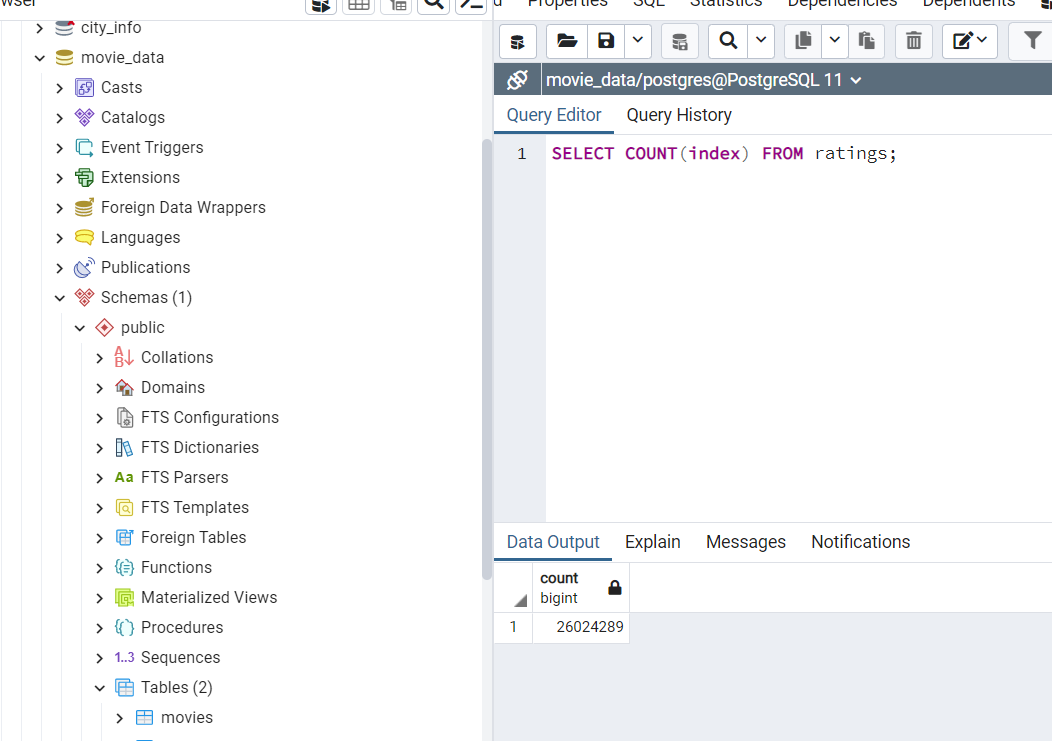 wser
city_info
movie_data
Casts
Catalogs
Event Triggers
Extensions
Foreign Data Wrappers
Languages
Publications
Schemas (1)
public
Collations
Domains
FTS Configurations
FTS Dictionaries
Aa FTS Parsers
FTS Templates
Foreign Tables
Functions
Materialized Views
Procedures
1..3 Sequences
Tables (2)
movies
Properties SQL Statistics Dependencies Dependents
movie_data/postgres@PostgreSQL 11
Query Editor Query History
1 SELECT COUNT(index) FROM ratings;
Data Output Explain Messages Notifications
count
bigint
1 26024289